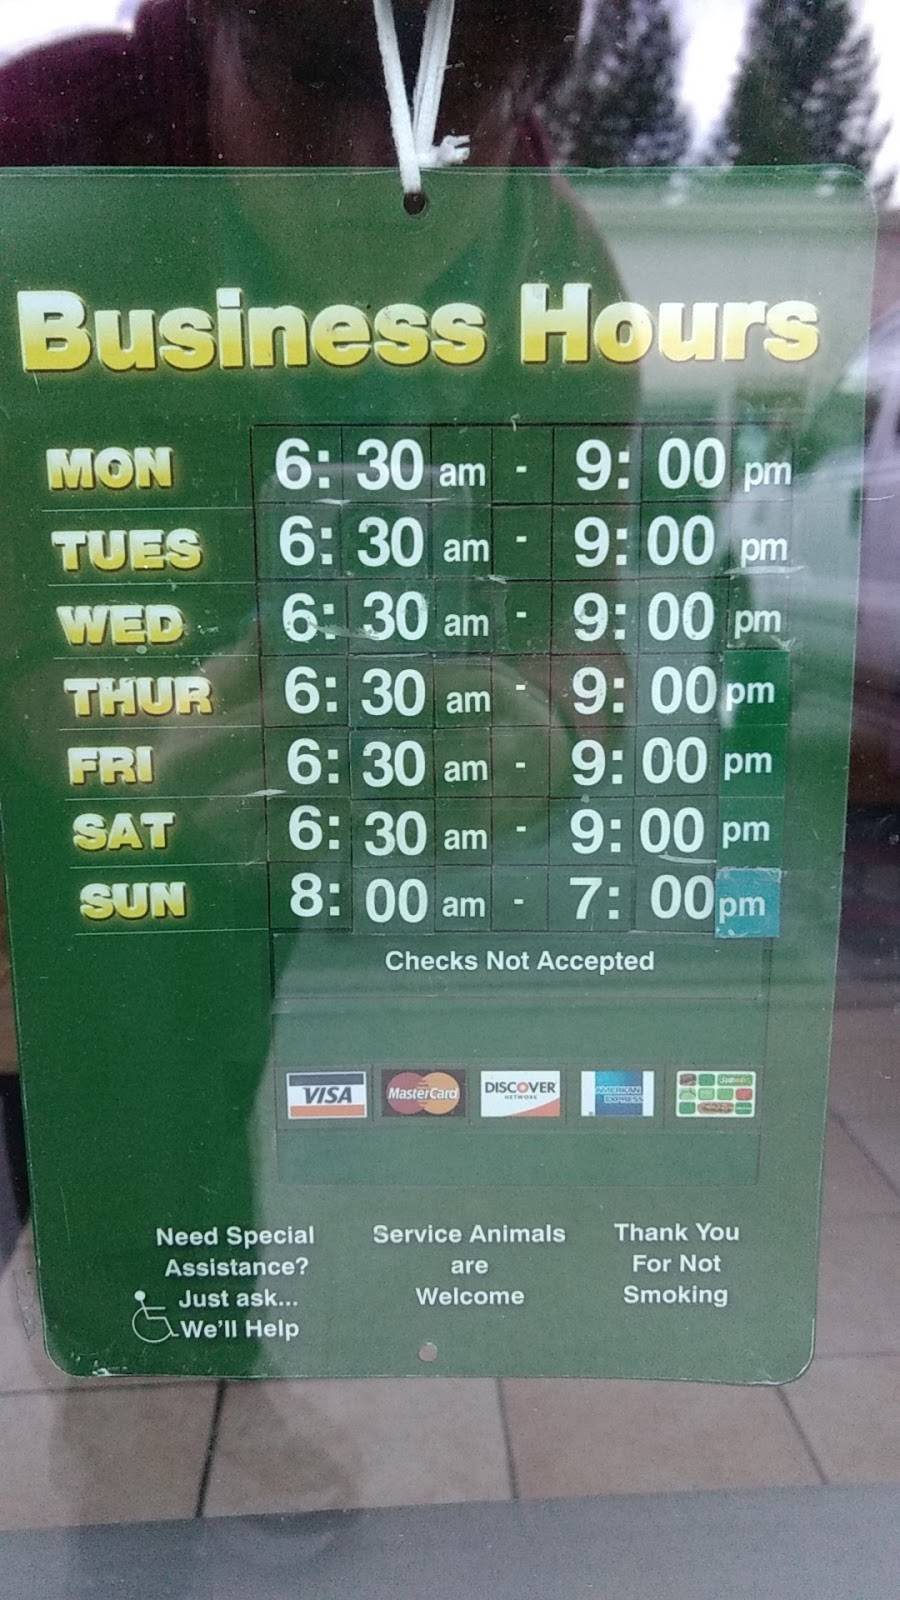 Business Hours
MON 6:30 am - 9:00 pm
TUES 6:30 am - 9:00 pm
WED 6:30 am - 9:00 pm
THUR 6:30 am - 9:00 pm
FRI 6:30 am - 9:00 pm
SAT 6:30 am - 9:00 pm
SUN 8:00 am - 7:00 pm
Checks Not Accepted
VISA MasterCard DISCOVER NETWORK AMERICAN EXPRESS
Need Special
Assistance?
Just ask...
We'll Help
Service Animals
are
Welcome
Thank You
For Not
Smoking